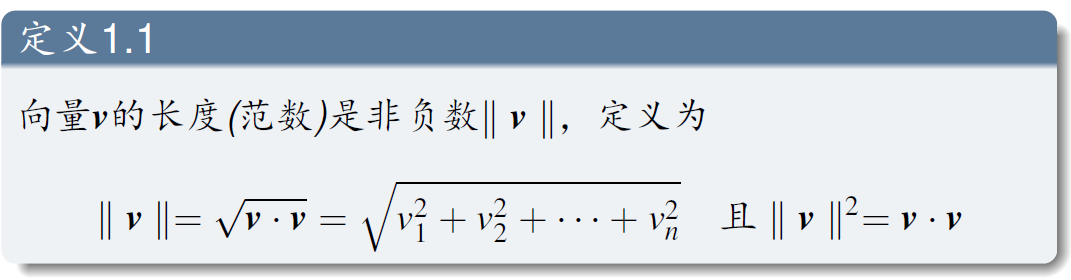 定义1.1
向量v的长度(范数)是非负数‖ v ‖，定义为
‖ v ‖= √(v · v) = √(v₁² + v₂² + ··· + vₙ²) 且 ‖ v ‖²= v · v